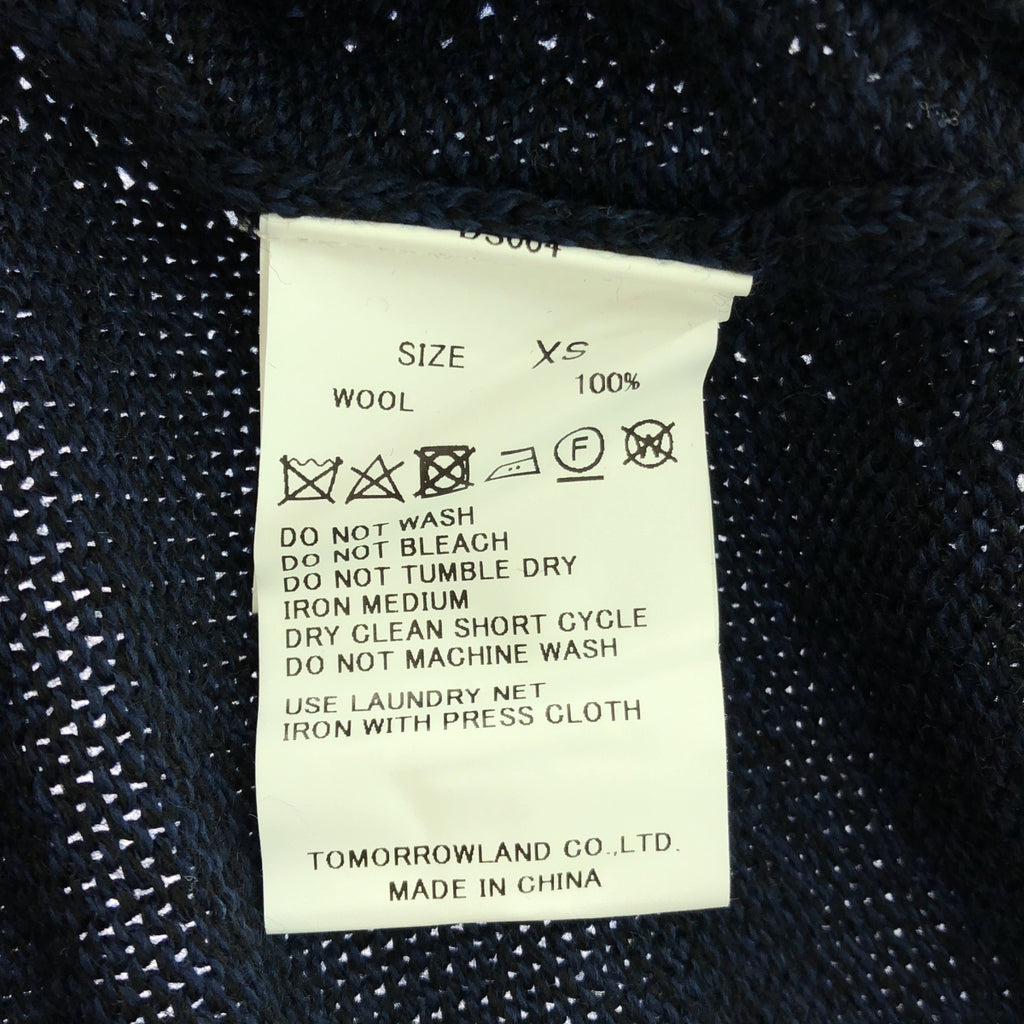 SIZE XS
WOOL 100%
F W
DO NOT WASH
DO NOT BLEACH
DO NOT TUMBLE DRY
IRON MEDIUM
DRY CLEAN SHORT CYCLE
DO NOT MACHINE WASH
USE LAUNDRY NET
IRON WITH PRESS CLOTH
TOMORROWLAND CO.,LTD.
MADE IN CHINA